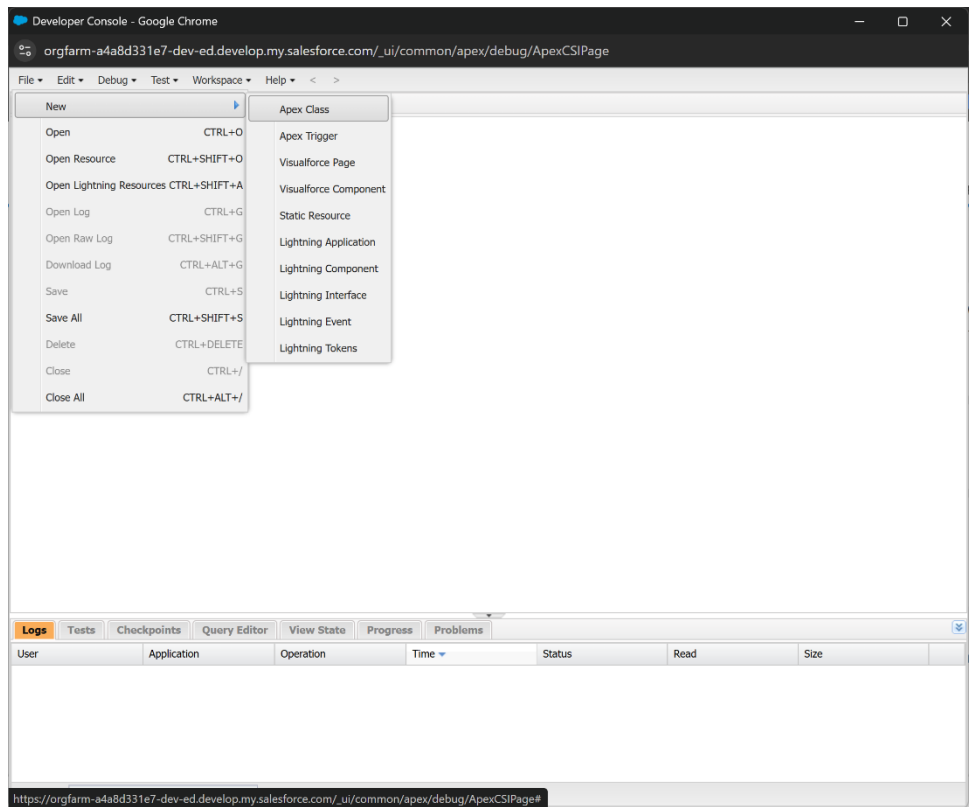 Developer Console - Google Chrome
orgfarm-a4a8d331e7-dev-ed.develop.my.salesforce.com/_ui/common/apex/debug/ApexCSIPage
File Edit Debug Test Workspace Help < >
New
Open CTRL+O
Open Resource CTRL+SHIFT+O
Open Lightning Resources CTRL+SHIFT+A
Open Log CTRL+G
Open Raw Log CTRL+SHIFT+G
Download Log CTRL+ALT+G
Save CTRL+S
Save All CTRL+SHIFT+S
Delete CTRL+DELETE
Close CTRL+/
Close All CTRL+ALT+/
Apex Class
Apex Trigger
Visualforce Page
Visualforce Component
Static Resource
Lightning Application
Lightning Component
Lightning Interface
Lightning Event
Lightning Tokens
Logs Tests Checkpoints Query Editor View State Progress Problems
User Application Operation Time Status Read Size
https://orgfarm-a4a8d331e7-dev-ed.develop.my.salesforce.com/_ui/common/apex/debug/ApexCSIPage#